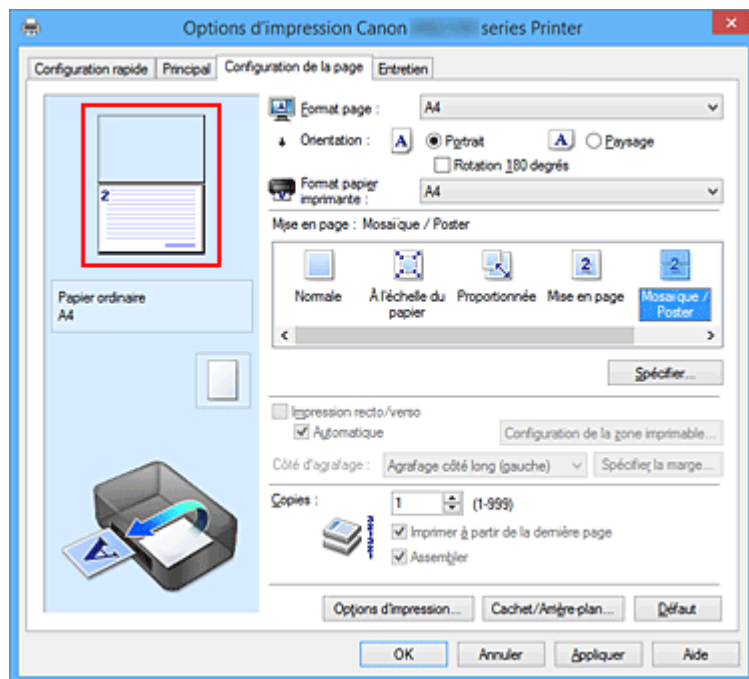 Options d'impression Canon series Printer
Configuration rapide Principal Configuration de la page Entretien
Format page : A4
Orientation : A Portrait A Paysage
Rotation 180 degrés
Format papier imprimante : A4
Mise en page : Mosaïque / Poster
2
2 2
Normale À l'échelle du papier Proportionnée Mise en page Mosaïque / Poster
Papier ordinaire
A4
Spécifier...
Impression recto/verso
Automatique Configuration de la zone imprimable...
Côté d'agrafage : Agrafage côté long (gauche) Spécifier la marge...
Copies : 1 (1-999)
Imprimer à partir de la dernière page
Assembler
A
Options d'impression... Cachet/Arrière-plan... Défaut
OK Annuler Appliquer Aide